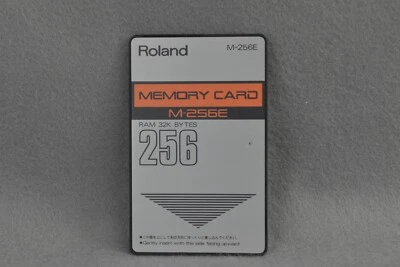 Roland M-256E
MEMORY CARD
M-256E
RAM 32K BYTES
256
●Gently insert with this side facing upward.